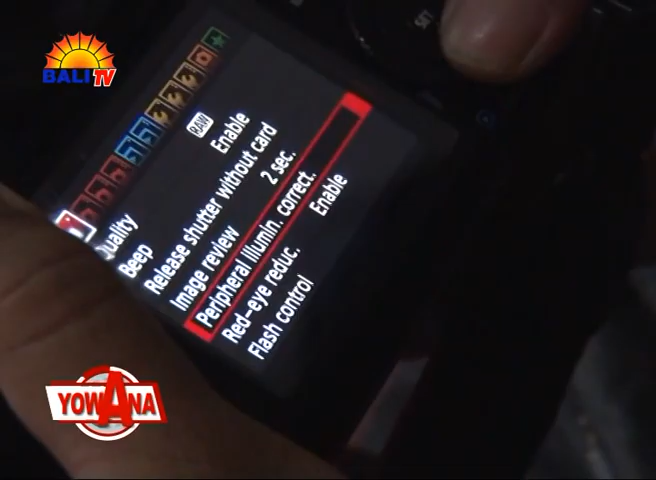 BALI TV
Quality RAW
Beep Enable
Release shutter without card
Image review 2 sec.
Peripheral illumin. correct.
Red-eye reduc. Enable
Flash control
YOWANA